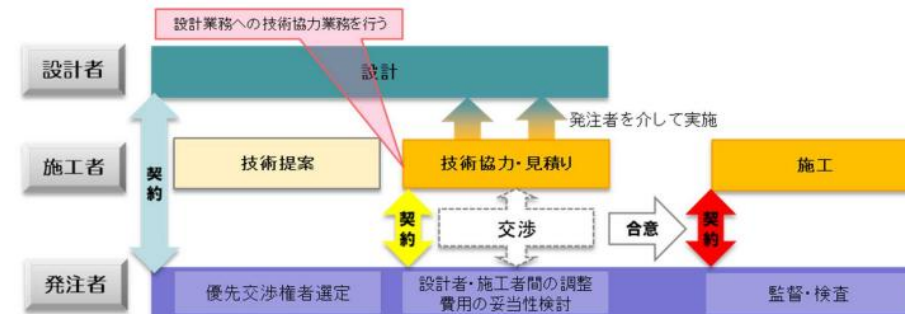 設計業務への技術協力業務を行う
設計者
設計
発注者を介して実施
施工者
契約
技術提案
技術協力・見積り
施工
契約
交渉
合意
契約
発注者
優先交渉権者選定
設計者・施工者間の調整
費用の妥当性検討
監督・検査